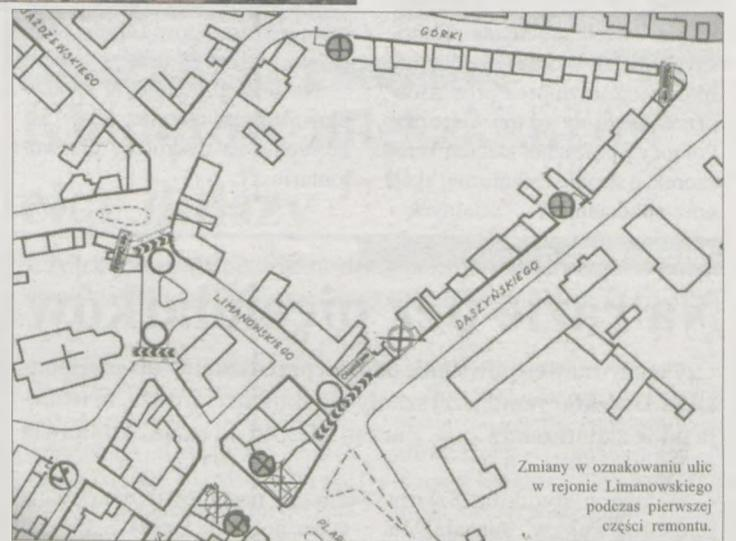 GÓRKI
LIMANOWSKIEGO
DASZYŃSKIEGO
Zmiany w oznakowaniu ulic
w rejonie Limanowskiego
podczas pierwszej
części remontu.